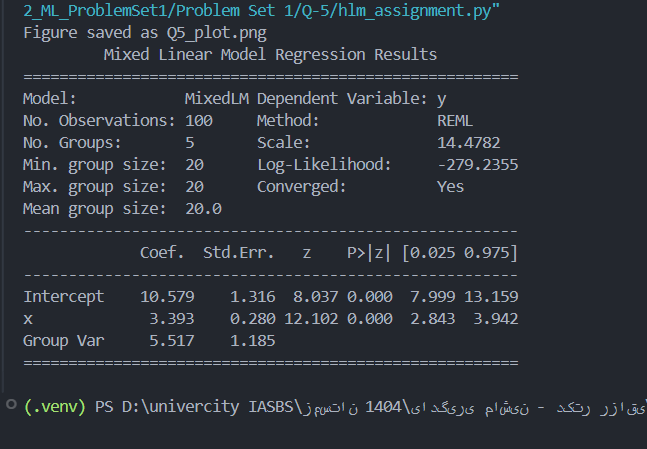 2_ML_ProblemSet1/Problem Set 1/Q-5/hlm_assignment.py"
Figure saved as Q5_plot.png
         Mixed Linear Model Regression Results
=======================================================
Model:            MixedLM Dependent Variable: y
No. Observations: 100     Method:             REML
No. Groups:       5       Scale:              14.4782
Min. group size:  20      Log-Likelihood:     -279.2355
Max. group size:  20      Converged:          Yes
Mean group size:  20.0
-------------------------------------------------------
             Coef.  Std.Err.   z    P>|z| [0.025 0.975]
-------------------------------------------------------
Intercept    10.579    1.316  8.037 0.000  7.999 13.159
x             3.393    0.280 12.102 0.000  2.843  3.942
Group Var     5.517    1.185
=======================================================
(.venv) PS D:\univercity IASBS\زمستان 1404\یادگیری ماشین - دکتر رزاقی\